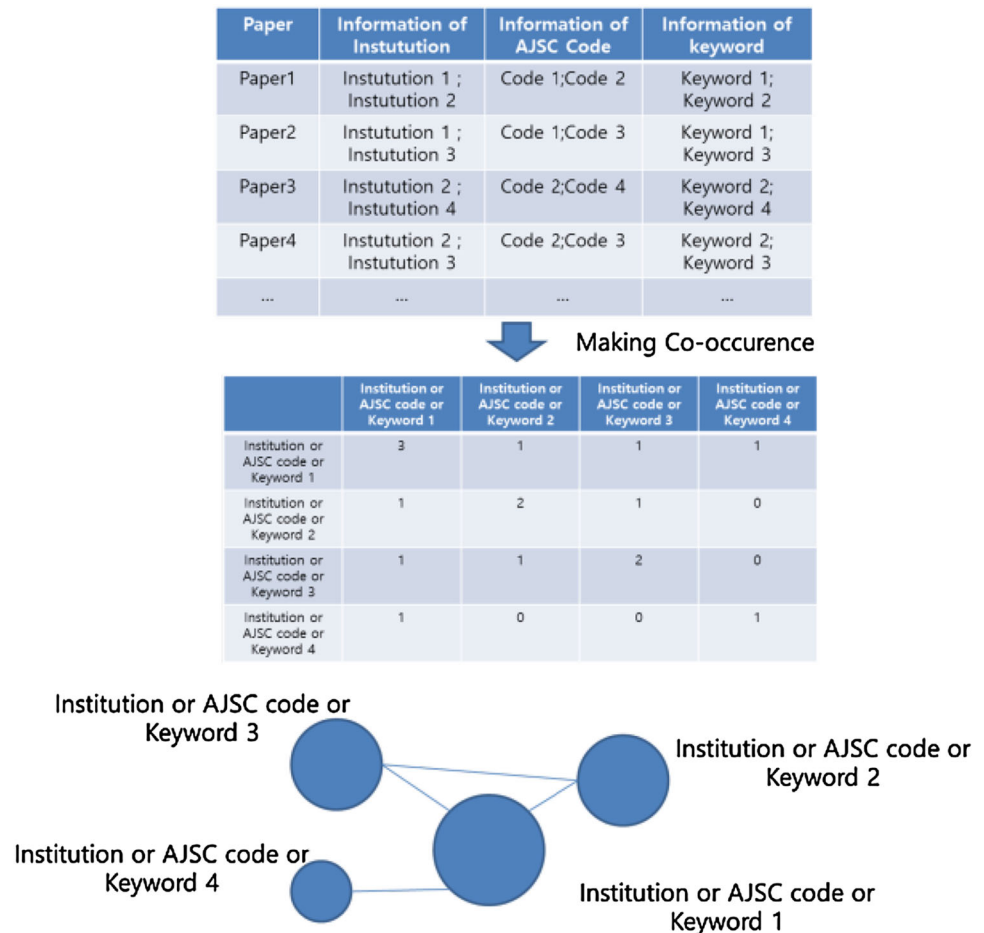 Paper Information of Instutution Information of AJSC Code Information of keyword
Paper1 Instutution 1 ; Instutution 2 Code 1;Code 2 Keyword 1; Keyword 2
Paper2 Instutution 1 ; Instutution 3 Code 1;Code 3 Keyword 1; Keyword 3
Paper3 Instutution 2 ; Instutution 4 Code 2;Code 4 Keyword 2; Keyword 4
Paper4 Instutution 2 ; Instutution 3 Code 2;Code 3 Keyword 2; Keyword 3
... ... ... ...
Making Co-occurence
Institution or AJSC code or Keyword 1 Institution or AJSC code or Keyword 2 Institution or AJSC code or Keyword 3 Institution or AJSC code or Keyword 4
Institution or AJSC code or Keyword 1 3 1 1 1
Institution or AJSC code or Keyword 2 1 2 1 0
Institution or AJSC code or Keyword 3 1 1 2 0
Institution or AJSC code or Keyword 4 1 0 0 1
Institution or AJSC code or
Keyword 3
Institution or AJSC code or
Keyword 2
Institution or AJSC code or
Keyword 4
Institution or AJSC code or
Keyword 1